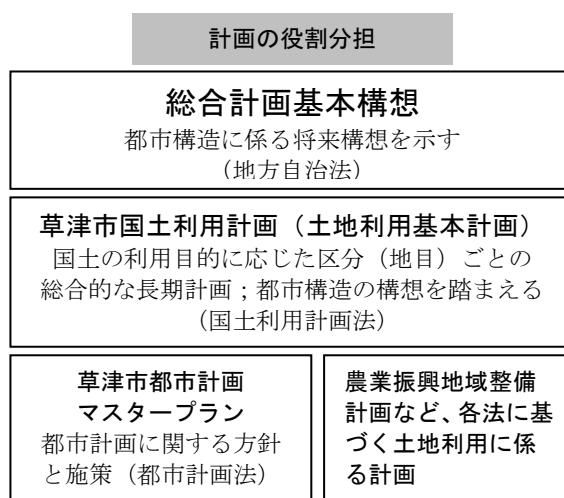 計画の役割分担
総合計画基本構想
都市構造に係る将来構想を示す
（地方自治法）
草津市国土利用計画（土地利用基本計画）
国土の利用目的に応じた区分（地目）ごとの
総合的な長期計画；都市構造の構想を踏まえる
（国土利用計画法）
草津市都市計画
マスタープラン
都市計画に関する方針
と施策（都市計画法）
農業振興地域整備
計画など、各法に基
づく土地利用に係
る計画